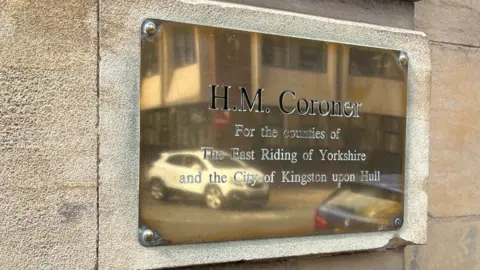 H.M. Coroner
For the counties of
The East Riding of Yorkshire
and the City of Kingston upon Hull